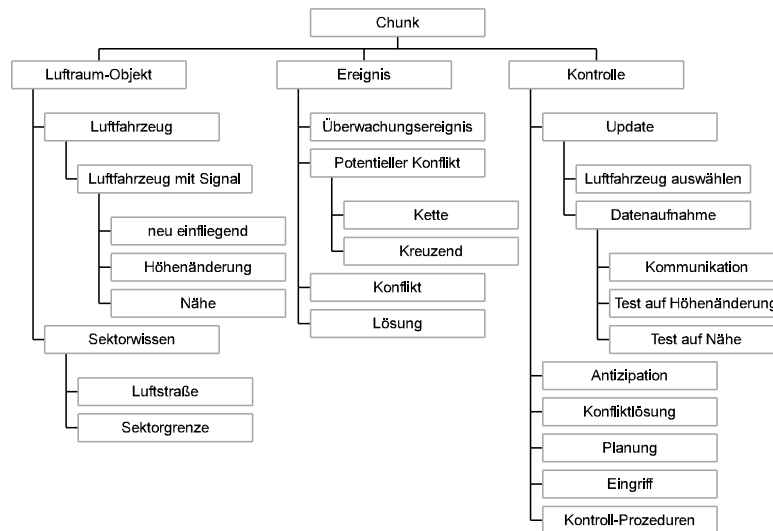 Chunk
Luftraum-Objekt
Luftfahrzeug
Luftfahrzeug mit Signal
neu einfliegend
Höhenänderung
Nähe
Sektorwissen
Luftstraße
Sektorgrenze
Ereignis
Überwachungsereignis
Potentieller Konflikt
Kette
Kreuzend
Konflikt
Lösung
Kontrolle
Update
Luftfahrzeug auswählen
Datenaufnahme
Kommunikation
Test auf Höhenänderung
Test auf Nähe
Antizipation
Konfliktlösung
Planung
Eingriff
Kontroll-Prozeduren